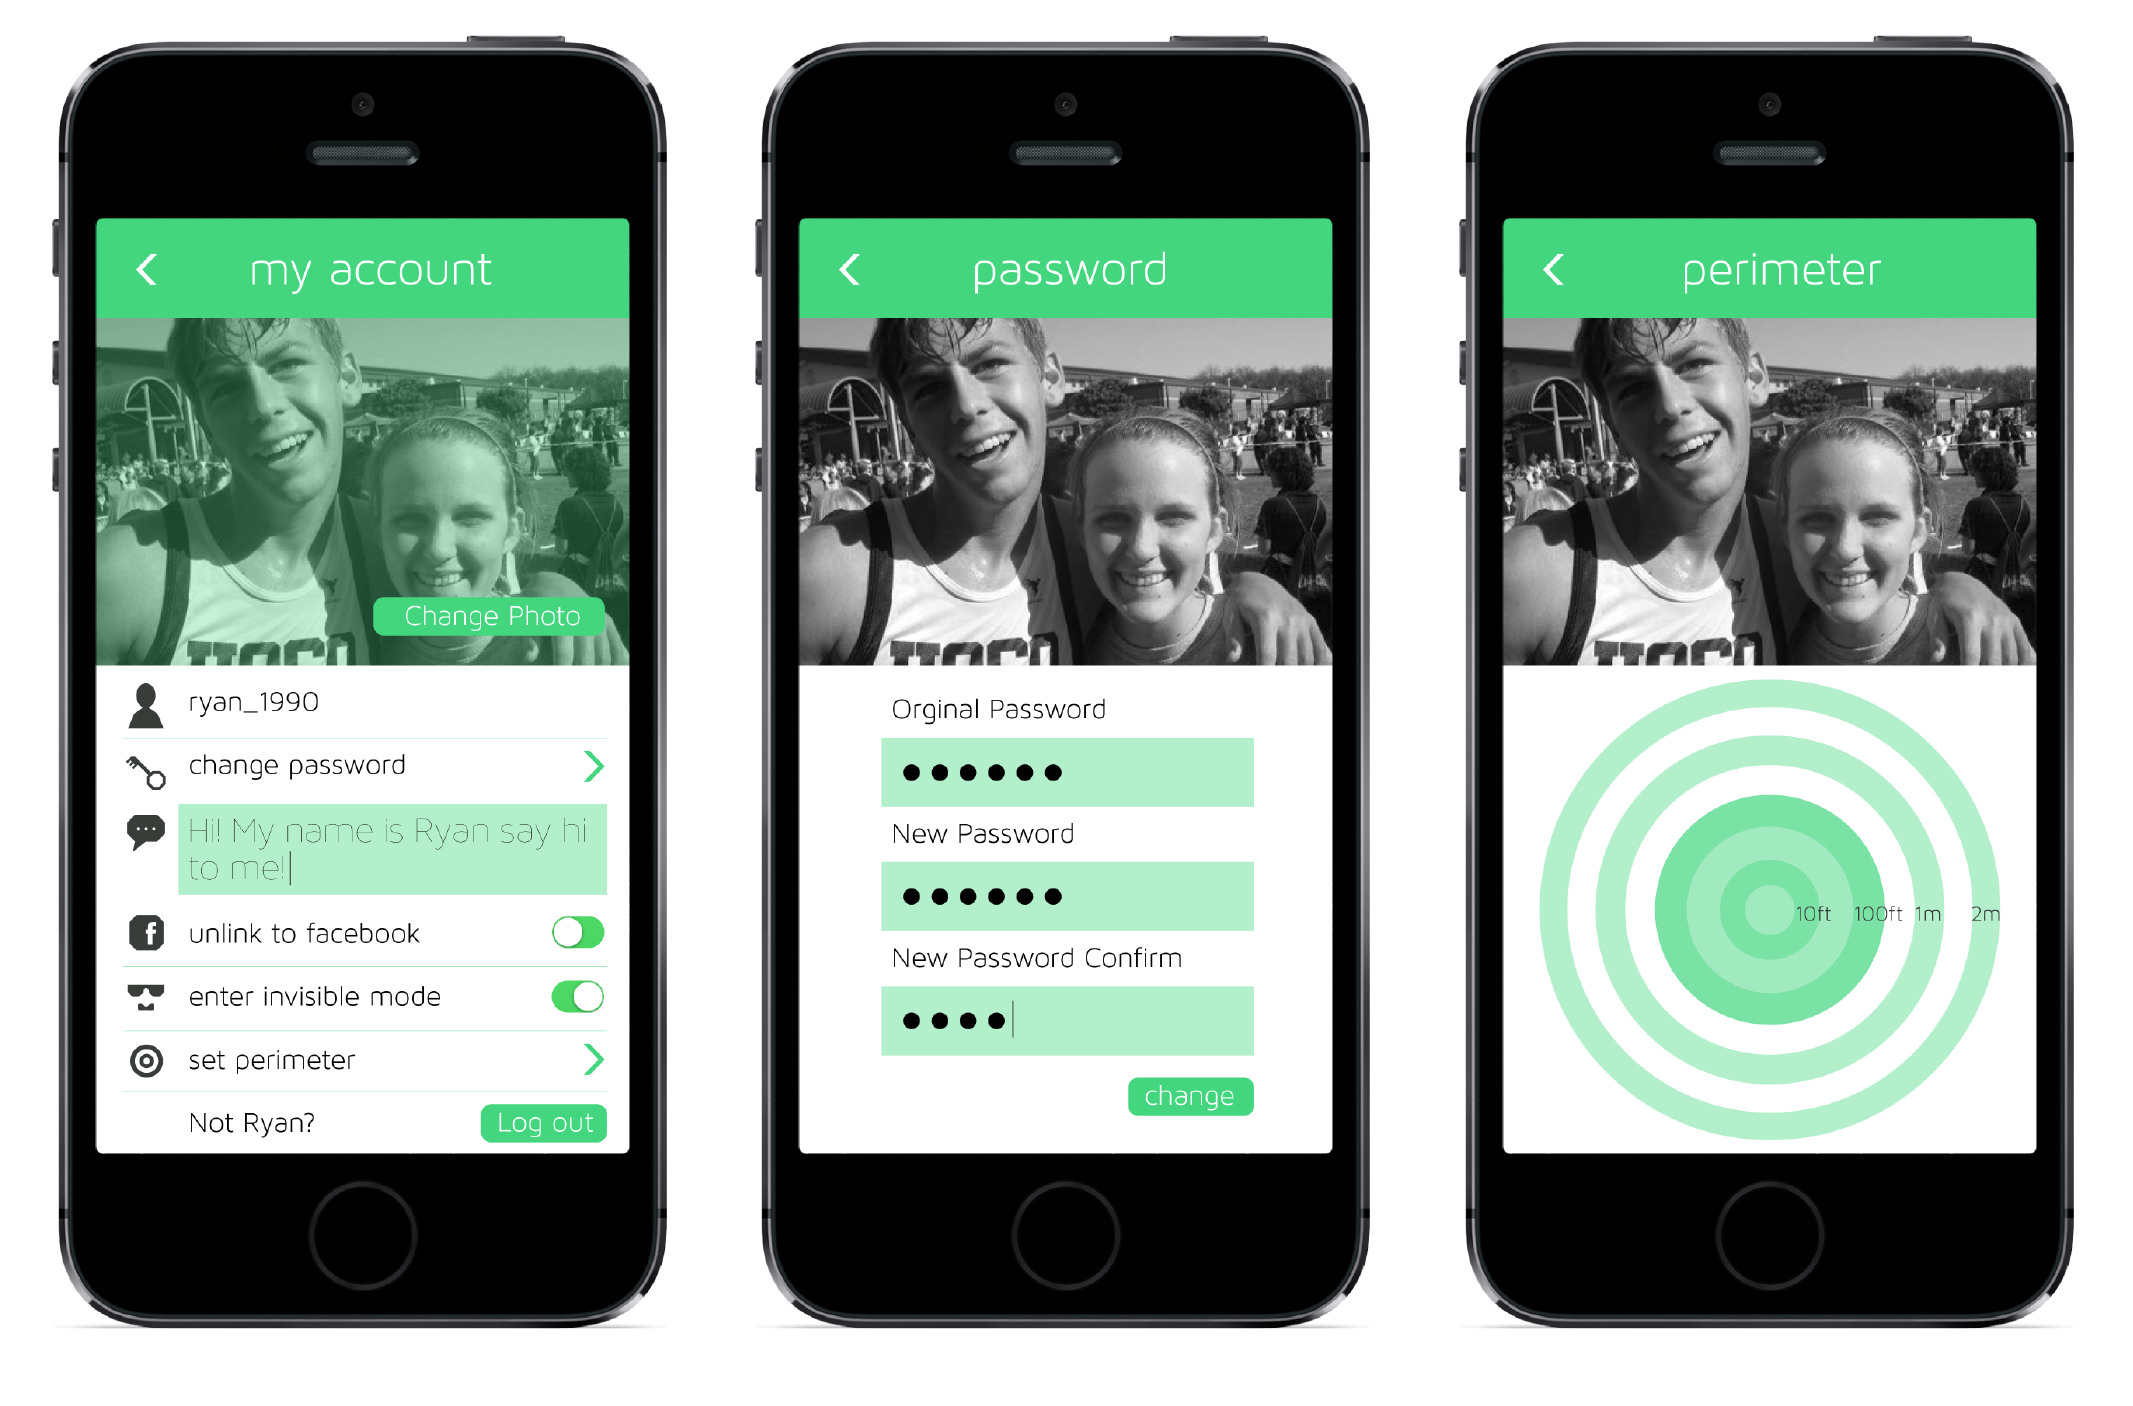 my account
Change Photo
ryan_1990
change password
Hi! My name is Ryan say hi
to me!
unlink to facebook
enter invisible mode
set perimeter
Not Ryan?
Log out
password
Orginal Password
New Password
New Password Confirm
change
perimeter
10ft 100ft 1m 2m